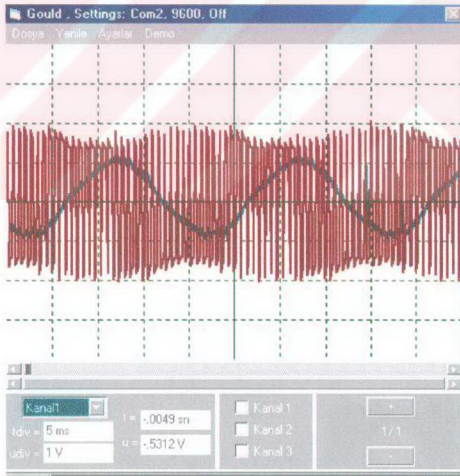 Gould , Settings: Com2, 9600, Off
Dosya Yenile Ayarlar Demo
Kanal1
tdiv = 5 ms
udiv = 1 V
t = -.0049 sn
u = -.5312 V
Kanal 1
Kanal 2
Kanal 3
+
1 / 1
-